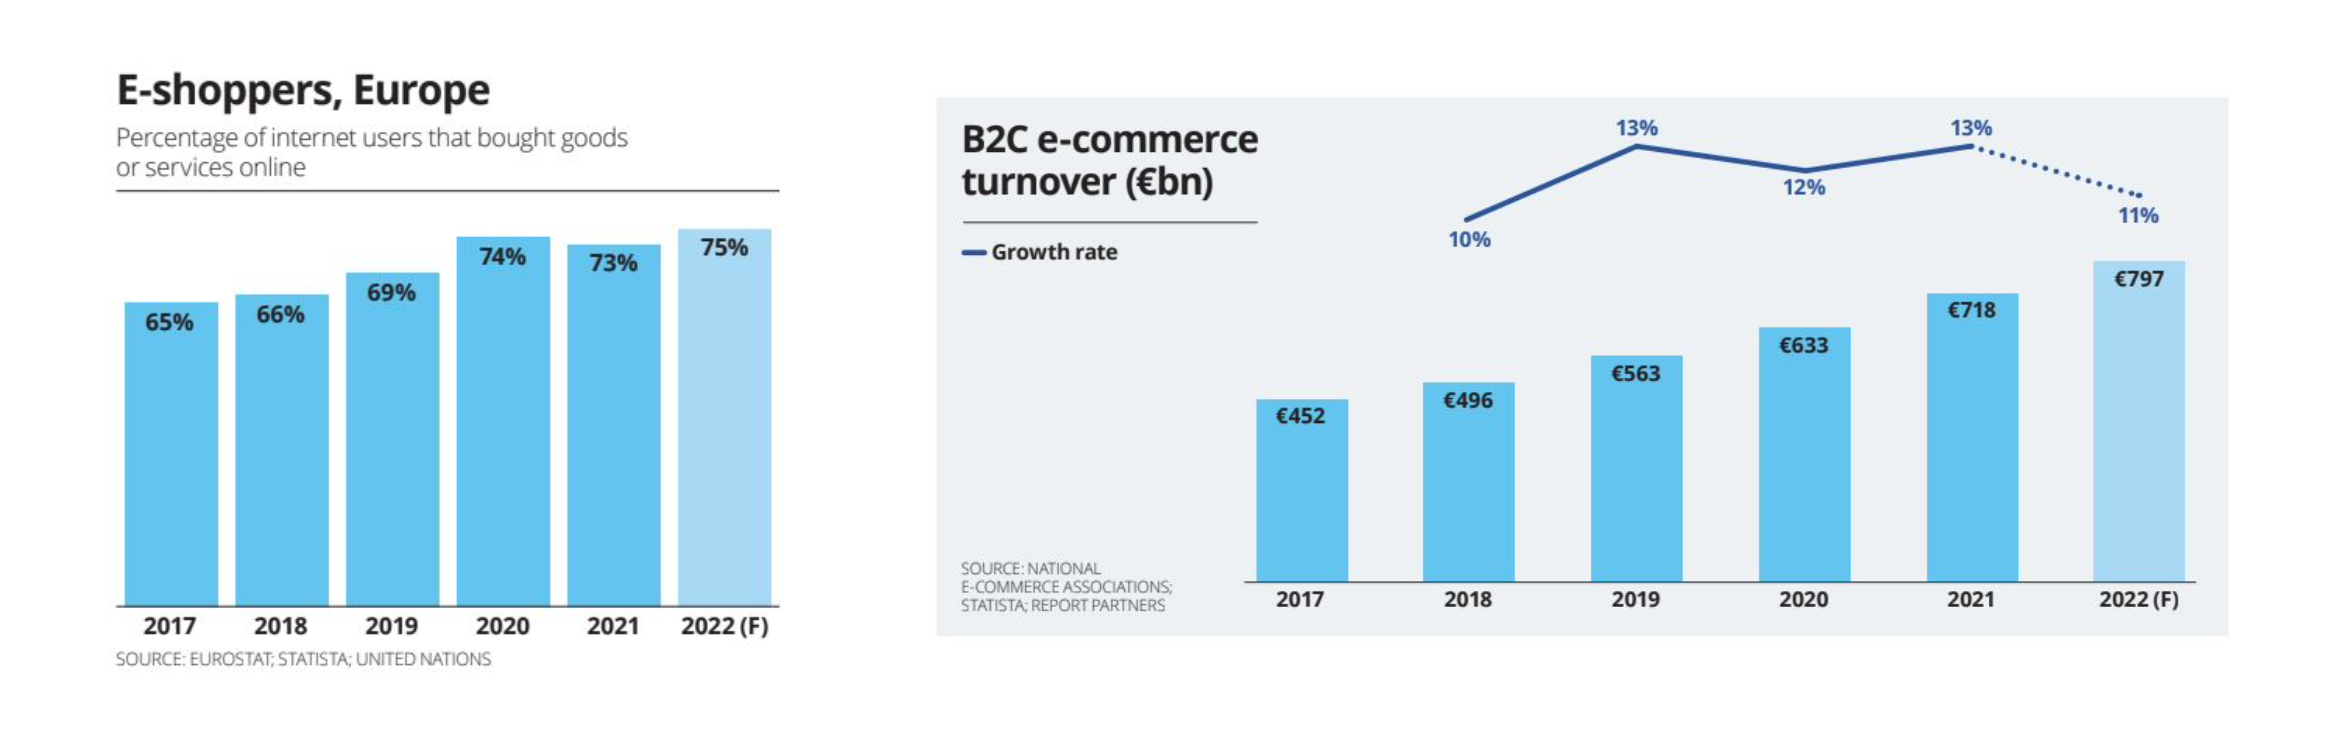 E-shoppers, Europe
Percentage of internet users that bought goods
or services online
65%
66%
69%
74%
73%
75%
2017
2018
2019
2020
2021
2022 (F)
SOURCE: EUROSTAT; STATISTA; UNITED NATIONS
B2C e-commerce
turnover (€bn)
Growth rate
10%
13%
12%
13%
11%
€452
€496
€563
€633
€718
€797
2017
2018
2019
2020
2021
2022 (F)
SOURCE: NATIONAL
E-COMMERCE ASSOCIATIONS;
STATISTA; REPORT PARTNERS